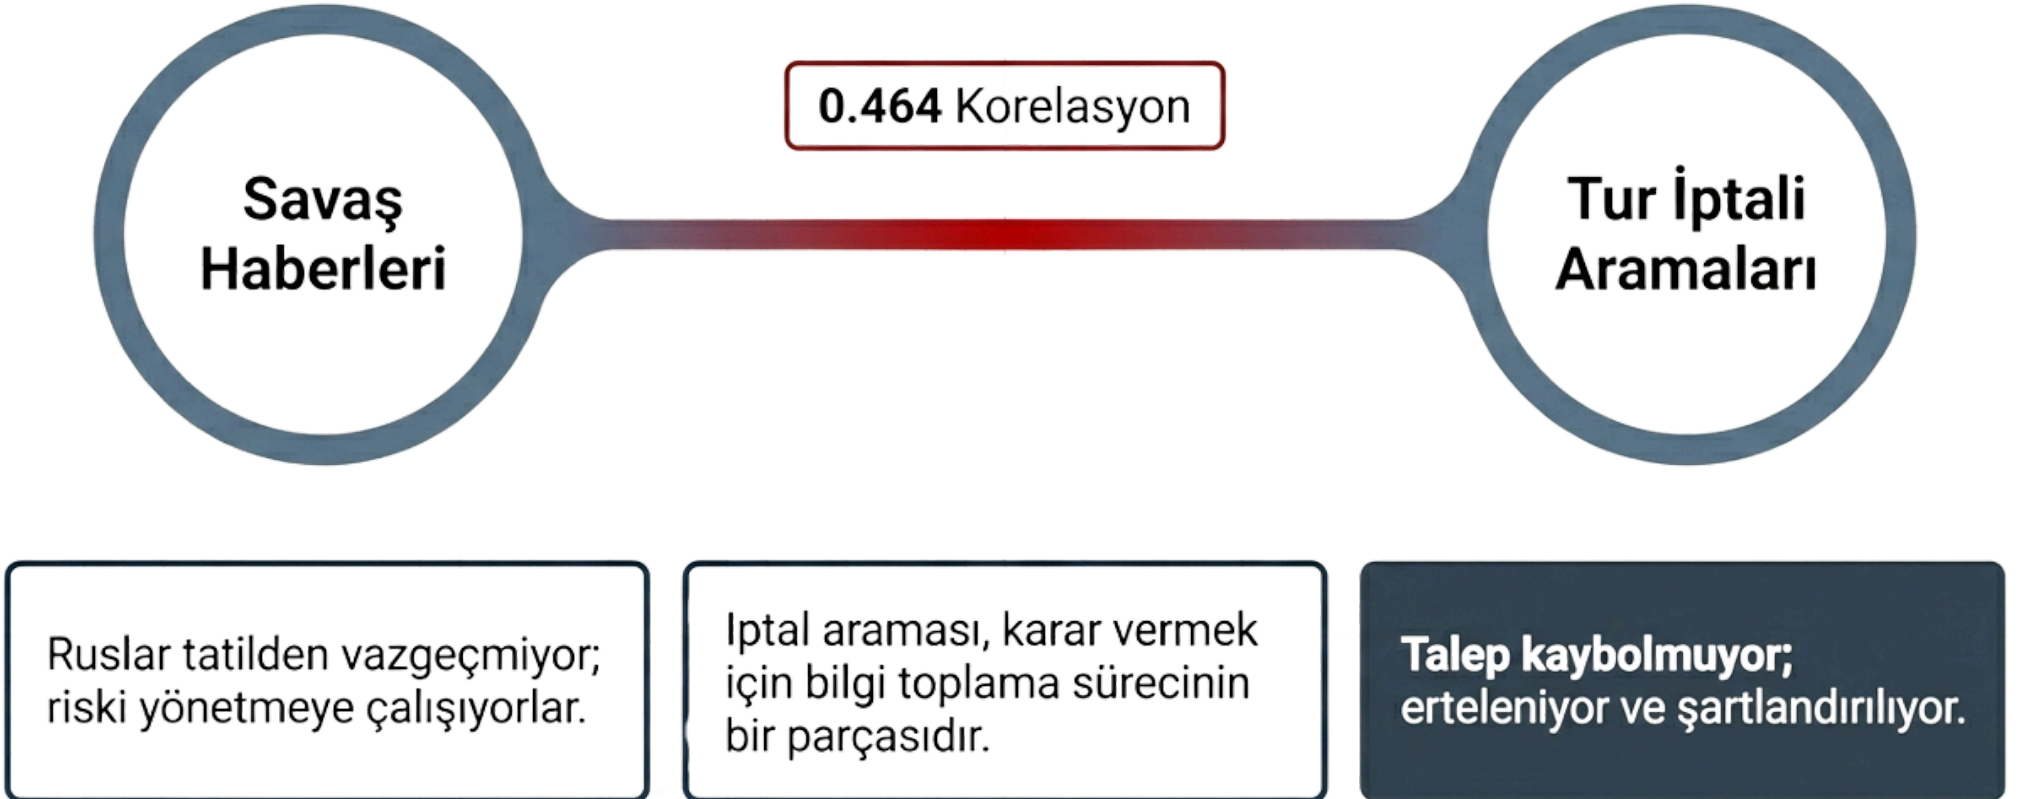 0.464 Korelasyon
Savaş
Haberleri
Tur İptali
Aramaları
Ruslar tatilden vazgeçmiyor;
riski yönetmeye çalışıyorlar.
Iptal araması, karar vermek
için bilgi toplama sürecinin
bir parçasıdır.
Talep kaybolmuyor;
erteleniyor ve şartlandırılıyor.